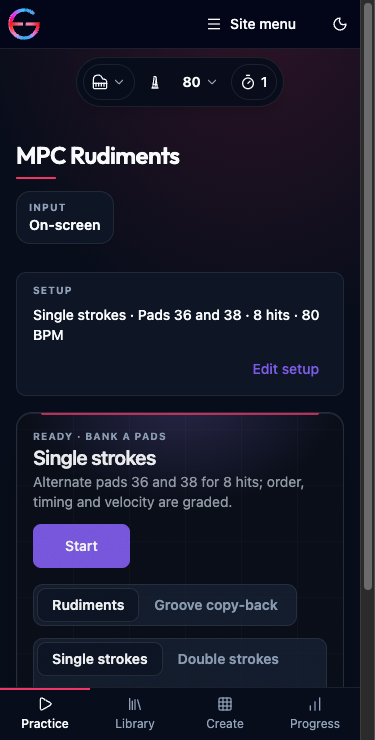 Site menu
80
1
MPC Rudiments
INPUT
On-screen
SETUP
Single strokes · Pads 36 and 38 · 8 hits · 80
BPM
Edit setup
READY · BANK A PADS
Single strokes
Alternate pads 36 and 38 for 8 hits; order,
timing and velocity are graded.
Start
Rudiments Groove copy-back
Single strokes Double strokes
Practice Library Create Progress